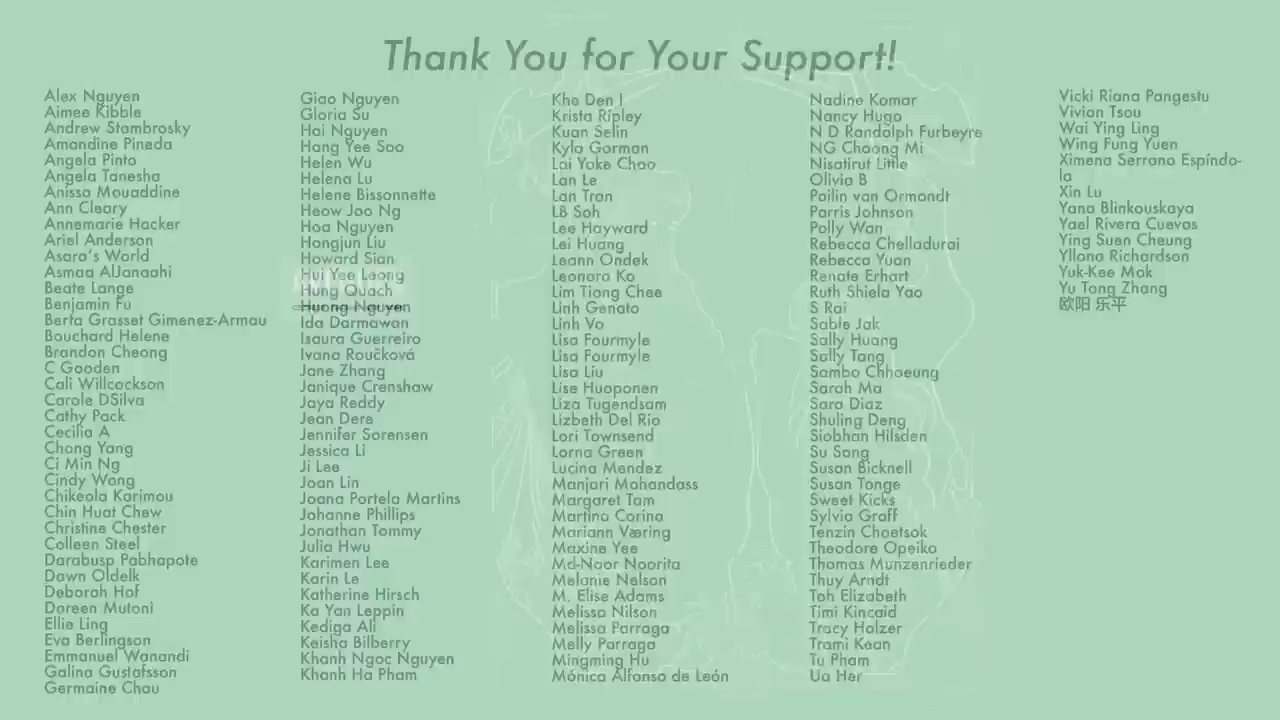 Thank You for Your Support!
Alex Nguyen
Aimee Kibble
Andrew Stambrosky
Amandine Pineda
Angela Pinto
Angela Tanesha
Anissa Mouaddine
Ann Cleary
Annemarie Hacker
Ariel Anderson
Asara's World
Asmaa AlJanaahi
Beate Lange
Benjamin Fu
Berta Grasset Gimenez-Armau
Bouchard Helene
Brandon Cheong
C Gooden
Cali Willcockson
Carole DSilva
Cathy Pack
Cecilia A
Chong Yang
Ci Min Ng
Cindy Wong
Chikeola Karimou
Chin Huat Chew
Christine Chester
Colleen Steel
Darabusp Pabhapote
Dawn Oldelk
Deborah Hof
Doreen Mutoni
Ellie Ling
Eva Berlingson
Emmanuel Wanandi
Galina Gustafsson
Germaine Chau
Giao Nguyen
Gloria Su
Hai Nguyen
Hang Yee Soo
Helen Wu
Helena Lu
Helene Bissonnette
Heow Joo Ng
Hoa Nguyen
Hongjun Liu
Howard Sian
Hui Yee Leong
Hung Quach
Huong Nguyen
Ida Darmawan
Isaura Guerreiro
Ivana Roučková
Jane Zhang
Janique Crenshaw
Jaya Reddy
Jean Dere
Jennifer Sorensen
Jessica Li
Ji Lee
Joan Lin
Joana Portela Martins
Johanne Phillips
Jonathan Tommy
Julia Hwu
Karimen Lee
Karin Le
Katherine Hirsch
Ka Yan Leppin
Kediga Ali
Keisha Bilberry
Khanh Ngoc Nguyen
Khanh Ha Pham
Kho Den I
Krista Ripley
Kuan Selin
Kyla Gorman
Lai Yoke Choo
Lan Le
Lan Tran
LB Soh
Lee Hayward
Lei Huang
Leann Ondek
Leonora Ko
Lim Tiong Chee
Linh Genato
Linh Vo
Lisa Fourmyle
Lisa Fourmyle
Lisa Liu
Lise Huoponen
Liza Tugendsam
Lizbeth Del Rio
Lori Townsend
Lorna Green
Lucina Mendez
Manjari Mohandass
Margaret Tam
Martina Corina
Mariann Væring
Maxine Yee
Md-Noor Noorita
Melanie Nelson
M. Elise Adams
Melissa Nilson
Melissa Parraga
Melly Parraga
Mingming Hu
Mónica Alfonso de León
Nadine Komar
Nancy Hugo
N D Randolph Furbeyre
NG Choong Mi
Nisatirut Little
Olivia B
Pailin van Ormondt
Parris Johnson
Polly Wan
Rebecca Chelladurai
Rebecca Yuan
Renate Erhart
Ruth Shiela Yao
S Rai
Sable Jak
Sally Huang
Sally Tang
Sambo Chhoeung
Sarah Ma
Sara Diaz
Shuling Deng
Siobhan Hilsden
Su Sang
Susan Bicknell
Susan Tonge
Sweet Kicks
Sylvia Graff
Tenzin Choetsok
Theodore Opeiko
Thomas Munzenrieder
Thuy Arndt
Toh Elizabeth
Timi Kincaid
Tracy Holzer
Trami Kean
Tu Pham
Ua Her
Vicki Riana Pangestu
Vivian Tsou
Wai Ying Ling
Wing Fung Yuen
Ximena Serrano Espíndo-
la
Xin Lu
Yana Blinkouskaya
Yael Rivera Cuevas
Ying Suen Cheung
Yllona Richardson
Yuk-Kee Mak
Yu Tong Zhang
欧阳 乐平